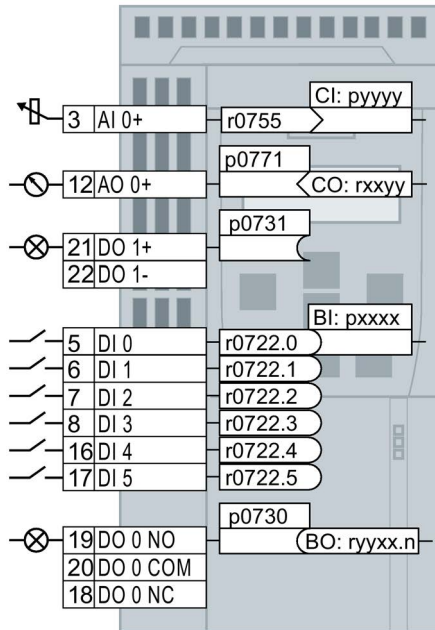 CI: pyyyy
3 AI 0+ r0755
p0771
12 AO 0+ CO: rxxyy
p0731
21 DO 1+
22 DO 1-
BI: pxxxx
5 DI 0 r0722.0
6 DI 1 r0722.1
7 DI 2 r0722.2
8 DI 3 r0722.3
16 DI 4 r0722.4
17 DI 5 r0722.5
p0730
19 DO 0 NO BO: ryyxx.n
20 DO 0 COM
18 DO 0 NC